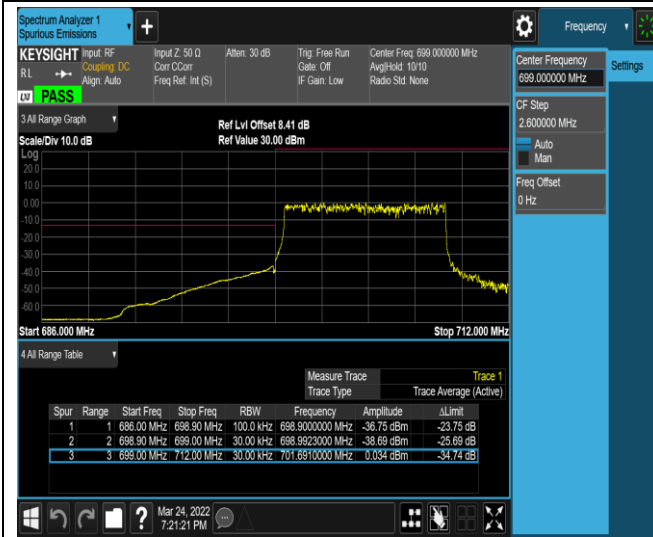 Spectrum Analyzer 1
Spurious Emissions
Frequency
KEYSIGHT Input: RF Input Z: 50 Ω Atten: 30 dB Trig: Free Run Center Freq: 699.000000 MHz
RL Coupling: DC Corr CCorr Gate: Off Avg|Hold: 10/10
Align: Auto Freq Ref: Int (S) IF Gain: Low Radio Std: None
PASS
Center Frequency
699.000000 MHz
Settings
CF Step
2.600000 MHz
Auto
Man
Freq Offset
0 Hz
3 All Range Graph
Ref Lvl Offset 8.41 dB
Scale/Div 10.0 dB Ref Value 30.00 dBm
Log
20.0
10.0
0.00
-10.0
-20.0
-30.0
-40.0
-50.0
-60.0
Start 686.000 MHz Stop 712.000 MHz
4 All Range Table
Measure Trace Trace 1
Trace Type Trace Average (Active)
Spur Range Start Freq Stop Freq RBW Frequency Amplitude ΔLimit
1 1 686.00 MHz 698.90 MHz 100.0 kHz 698.9000000 MHz -36.75 dBm -23.75 dB
2 2 698.90 MHz 699.00 MHz 30.00 kHz 698.9923000 MHz -38.69 dBm -25.69 dB
3 3 699.00 MHz 712.00 MHz 30.00 kHz 701.6910000 MHz 0.034 dBm -34.74 dB
Mar 24, 2022
7:21:21 PM